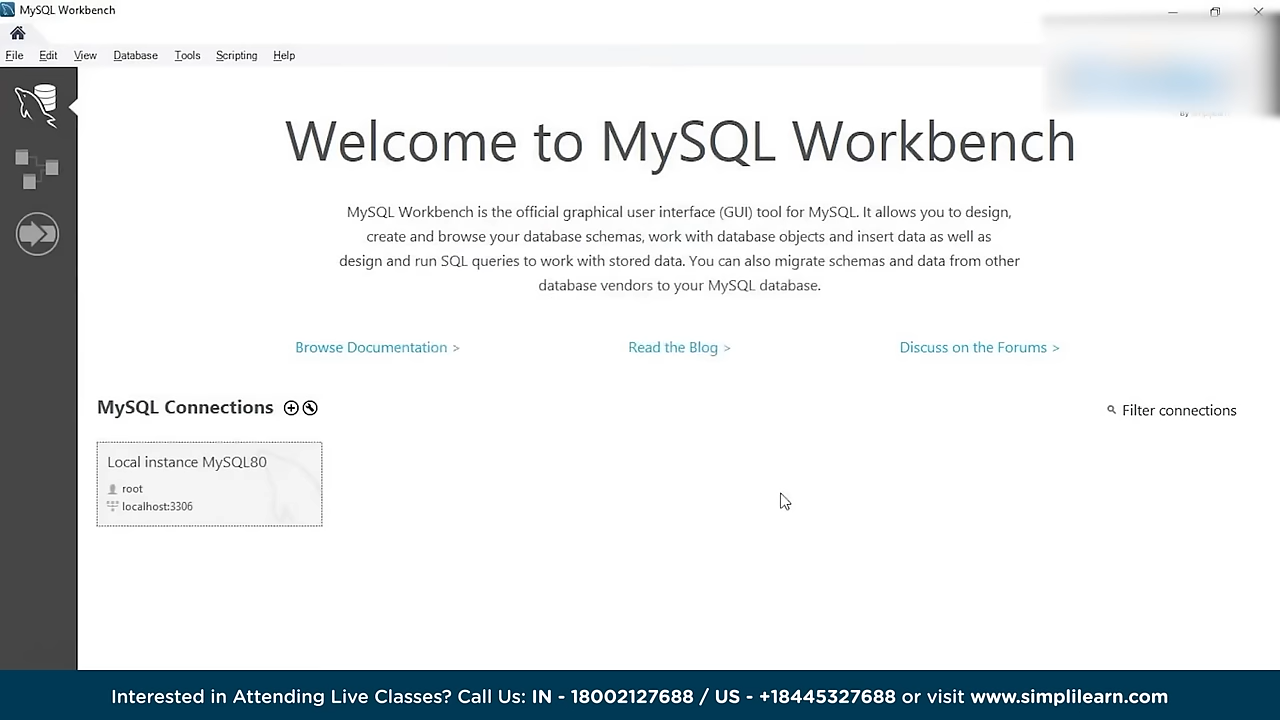 MySQL Workbench
File Edit View Database Tools Scripting Help
Welcome to MySQL Workbench
MySQL Workbench is the official graphical user interface (GUI) tool for MySQL. It allows you to design,
create and browse your database schemas, work with database objects and insert data as well as
design and run SQL queries to work with stored data. You can also migrate schemas and data from other
database vendors to your MySQL database.
Browse Documentation >
Read the Blog >
Discuss on the Forums >
MySQL Connections
Filter connections
Local instance MySQL80
root
localhost:3306
Interested in Attending Live Classes? Call Us: IN - 18002127688 / US - +18445327688 or visit www.simplilearn.com